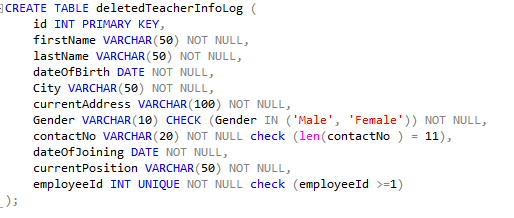 CREATE TABLE deletedTeacherInfoLog (
id INT PRIMARY KEY,
firstName VARCHAR(50) NOT NULL,
lastName VARCHAR(50) NOT NULL,
dateOfBirth DATE NOT NULL,
City VARCHAR(50) NOT NULL,
currentAddress VARCHAR(100) NOT NULL,
Gender VARCHAR(10) CHECK (Gender IN ('Male', 'Female')) NOT NULL,
contactNo VARCHAR(20) NOT NULL check (len(contactNo ) = 11),
dateOfJoining DATE NOT NULL,
currentPosition VARCHAR(50) NOT NULL,
employeeId INT UNIQUE NOT NULL check (employeeId >=1)
);